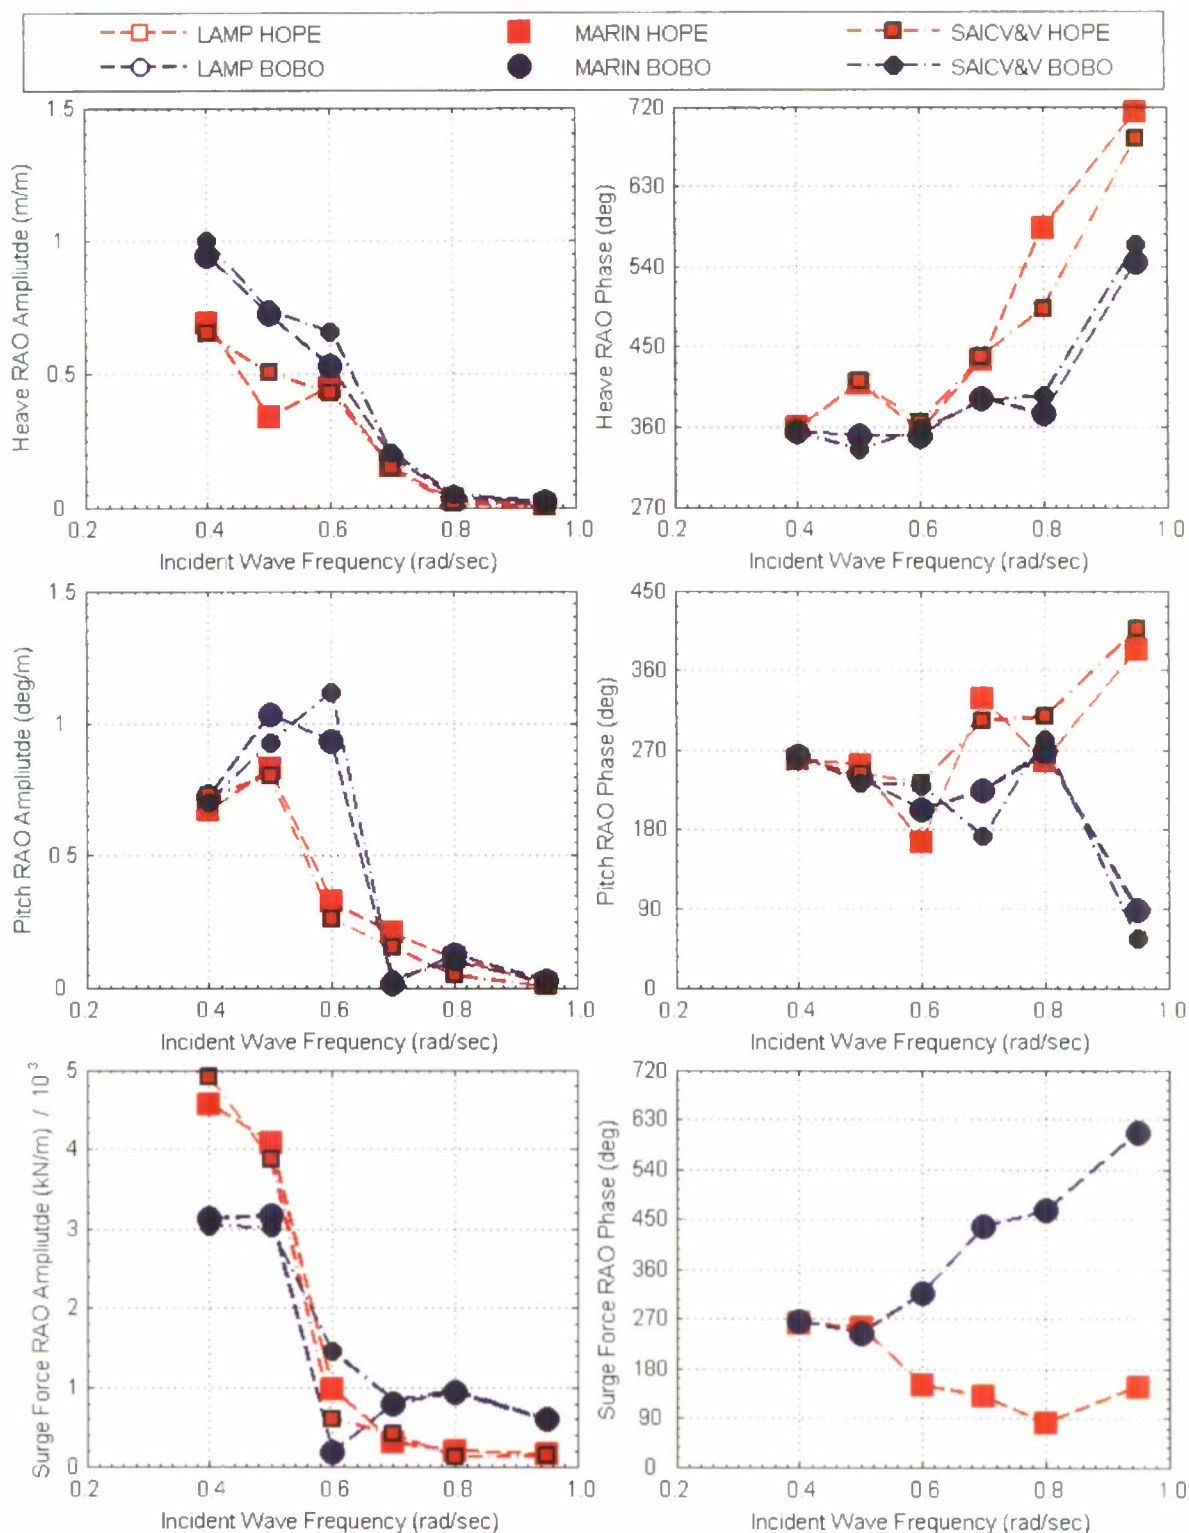 LAMP HOPE MARIN HOPE SAICV&V HOPE
LAMP BOBO MARIN BOBO SAICV&V BOBO
Heave RAO Ampliutde (m/m)
1.5
1
0.5
0
0.2 0.4 0.6 0.8 1.0
Incident Wave Frequency (rad/sec)
Heave RAO Phase (deg)
720
630
540
450
360
270
0.2 0.4 0.6 0.8 1.0
Incident Wave Frequency (rad/sec)
Pitch RAO Ampliutde (deg/m)
1.5
1
0.5
0
0.2 0.4 0.6 0.8 1.0
Incident Wave Frequency (rad/sec)
Pitch RAO Phase (deg)
450
360
270
180
90
0
0.2 0.4 0.6 0.8 1.0
Incident Wave Frequency (rad/sec)
Surge Force RAO Ampliutde (kN/m) / 10³
5
4
3
2
1
0
0.2 0.4 0.6 0.8 1.0
Incident Wave Frequency (rad/sec)
Surge Force RAO Phase (deg)
720
630
540
450
360
270
180
90
0
0.2 0.4 0.6 0.8 1.0
Incident Wave Frequency (rad/sec)